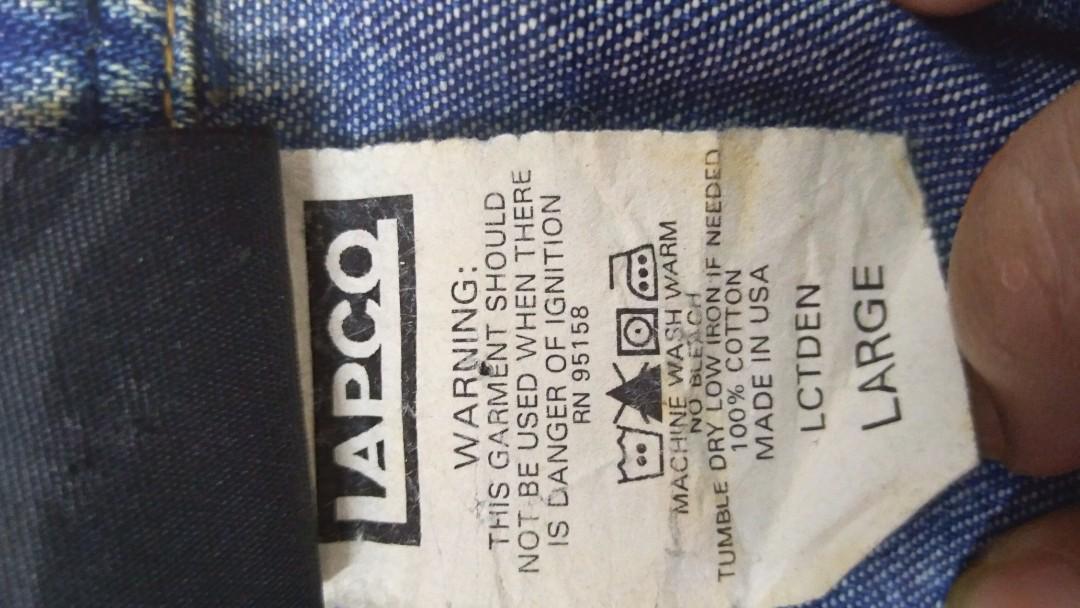 LAPCO
WARNING:
THIS GARMENT SHOULD
NOT BE USED WHEN THERE
IS DANGER OF IGNITION
RN 95158
MACHINE WASH WARM
NO BLEACH
TUMBLE DRY LOW IRON IF NEEDED
100% COTTON
MADE IN USA
LCTDEN
LARGE